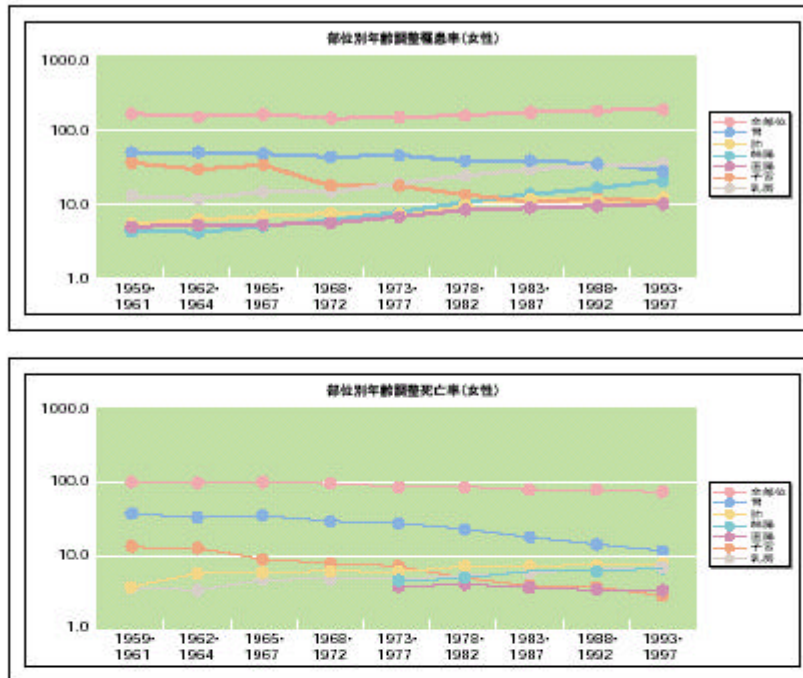 部位別年齢調整罹患率(女性)
1000.0
100.0
10.0
1.0
1959・ 1962・ 1965・ 1968・ 1973・ 1978・ 1983・ 1988・ 1993・
1961 1964 1967 1972 1977 1982 1987 1992 1997
全部位
胃
肺
結腸
直腸
子宮
乳房
部位別年齢調整死亡率(女性)
1000.0
100.0
10.0
1.0
1959・ 1962・ 1965・ 1968・ 1973・ 1978・ 1983・ 1988・ 1993・
1961 1964 1967 1972 1977 1982 1987 1992 1997
全部位
胃
肺
結腸
直腸
子宮
乳房